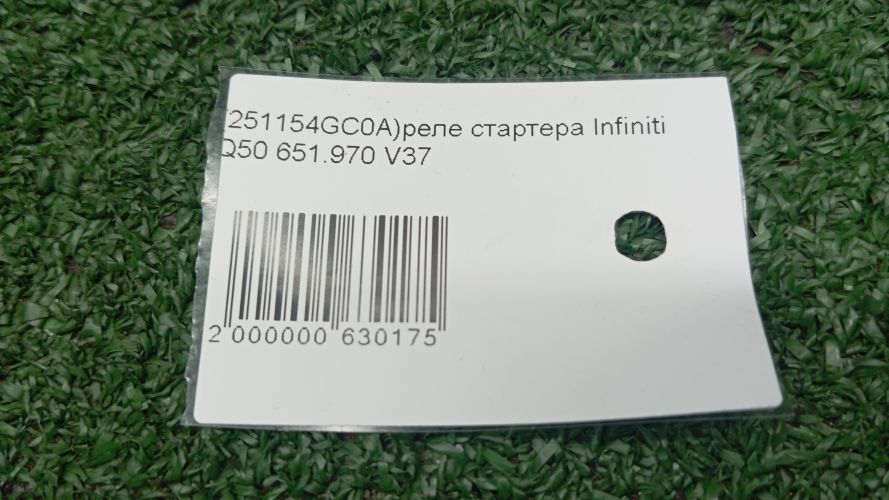 251154GC0A)реле стартера Infiniti
Q50 651.970 V37
2 000000 630175